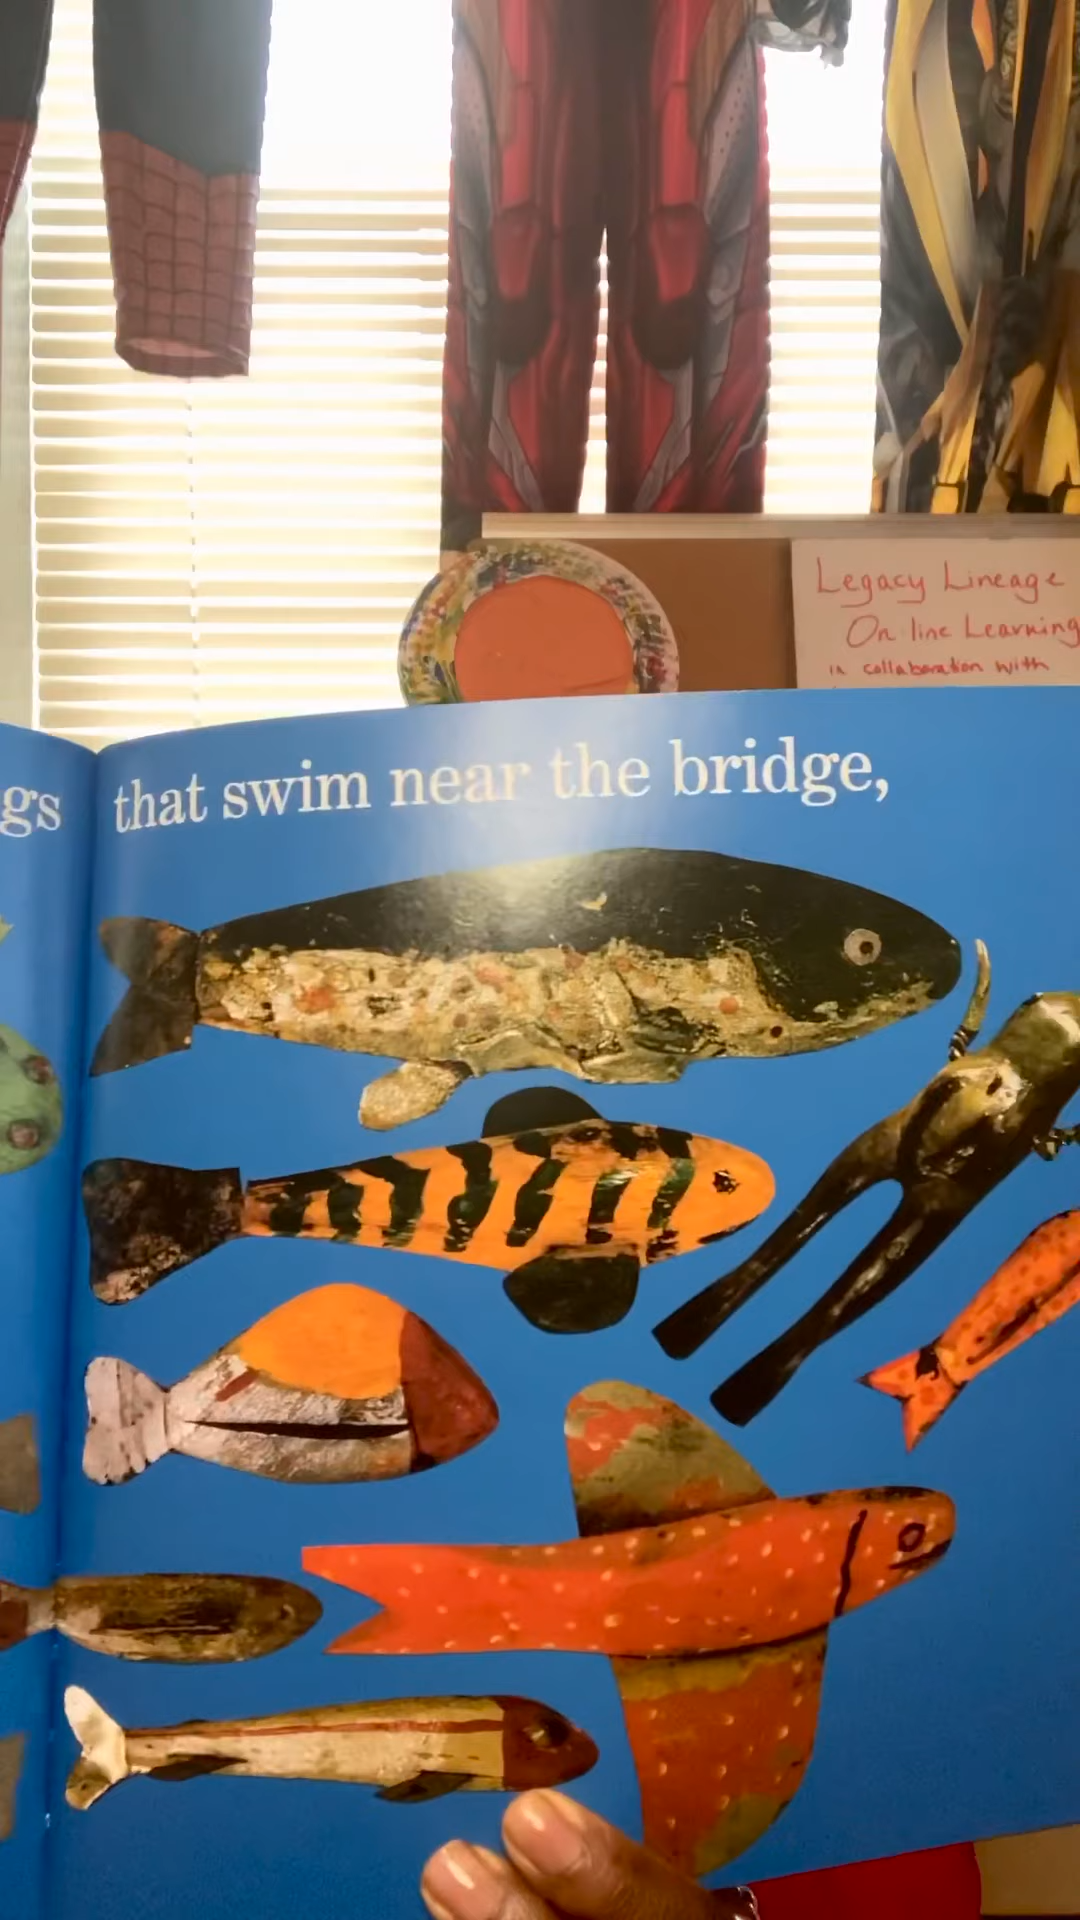 Legacy Lineage
On line Learning
in collaboration with
gs that swim near the bridge,